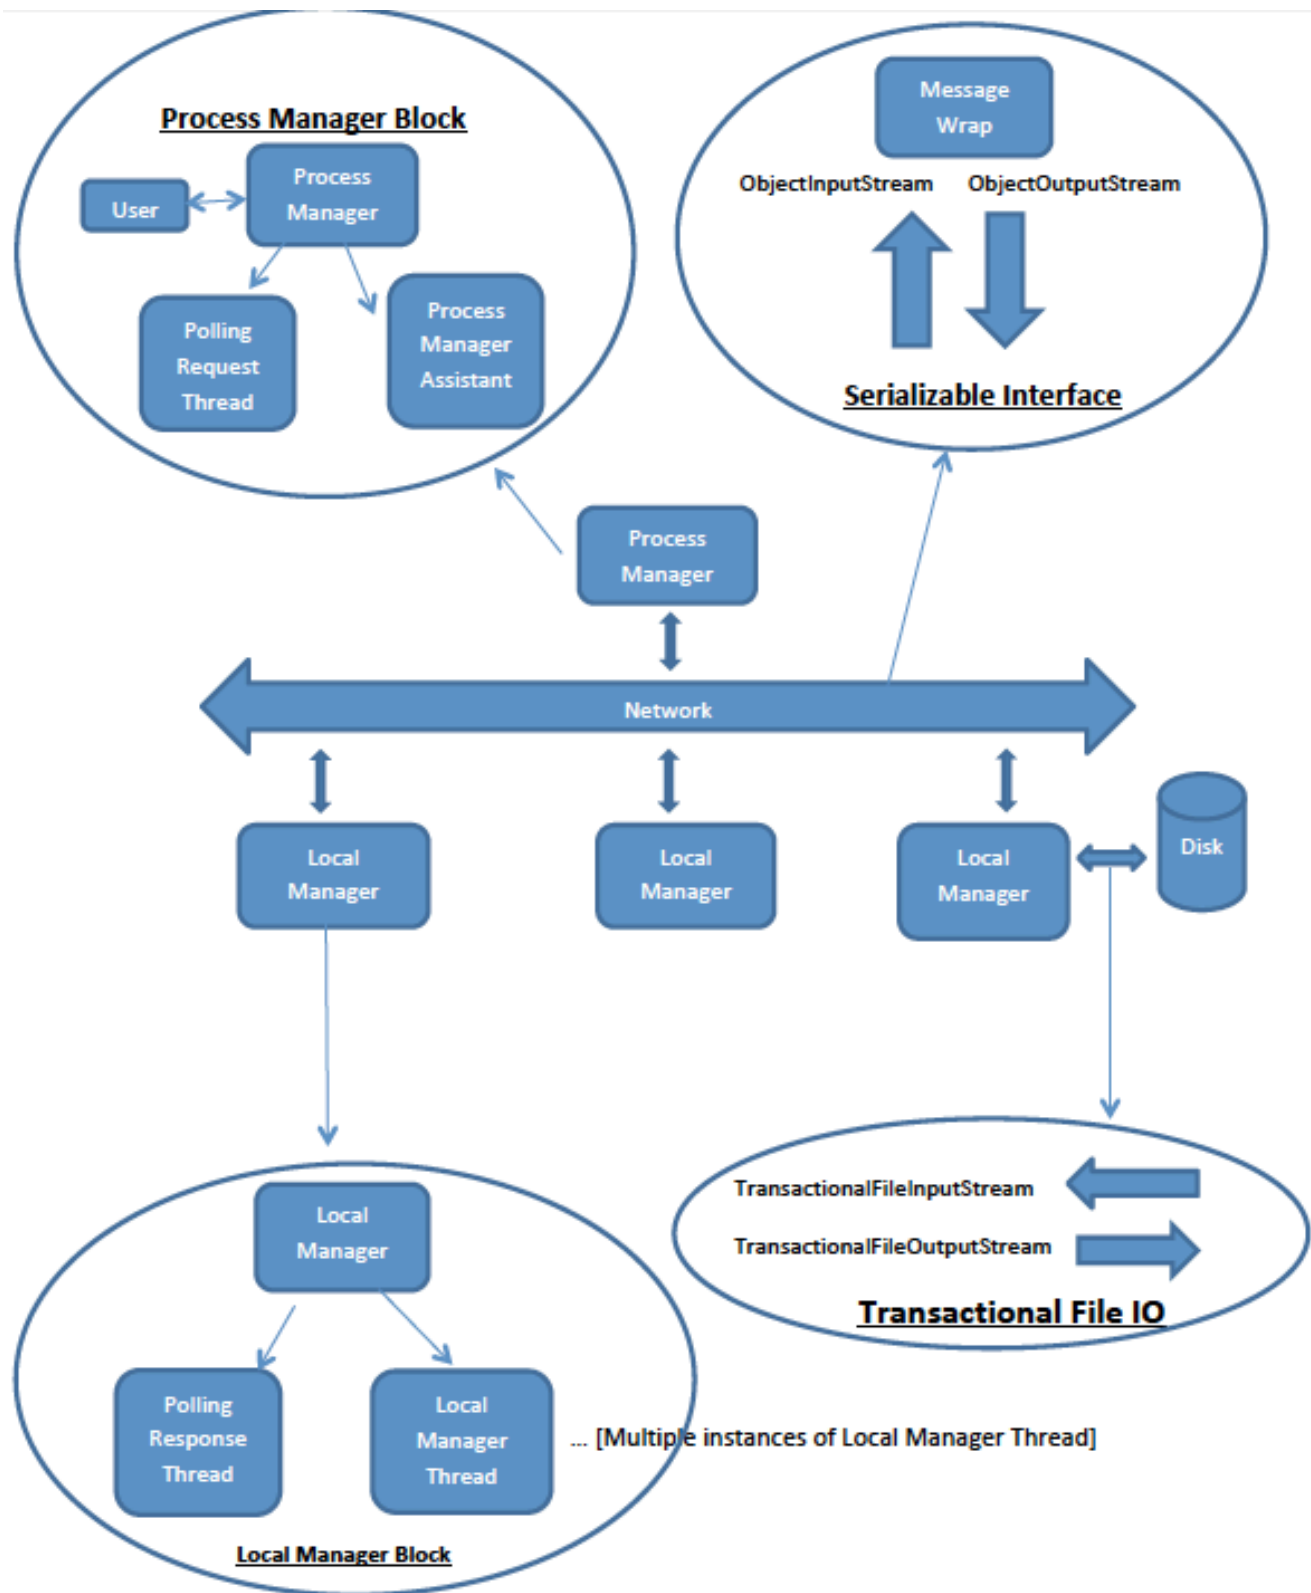 Process Manager Block
User
Process
Manager
Polling
Request
Thread
Process
Manager
Assistant
Message
Wrap
ObjectInputStream
ObjectOutputStream
Serializable Interface
Process
Manager
Network
Local
Manager
Local
Manager
Local
Manager
Disk
Local
Manager
Polling
Response
Thread
Local
Manager
Thread
... [Multiple instances of Local Manager Thread]
Local Manager Block
TransactionalFileInputStream
TransactionalFileOutputStream
Transactional File IO